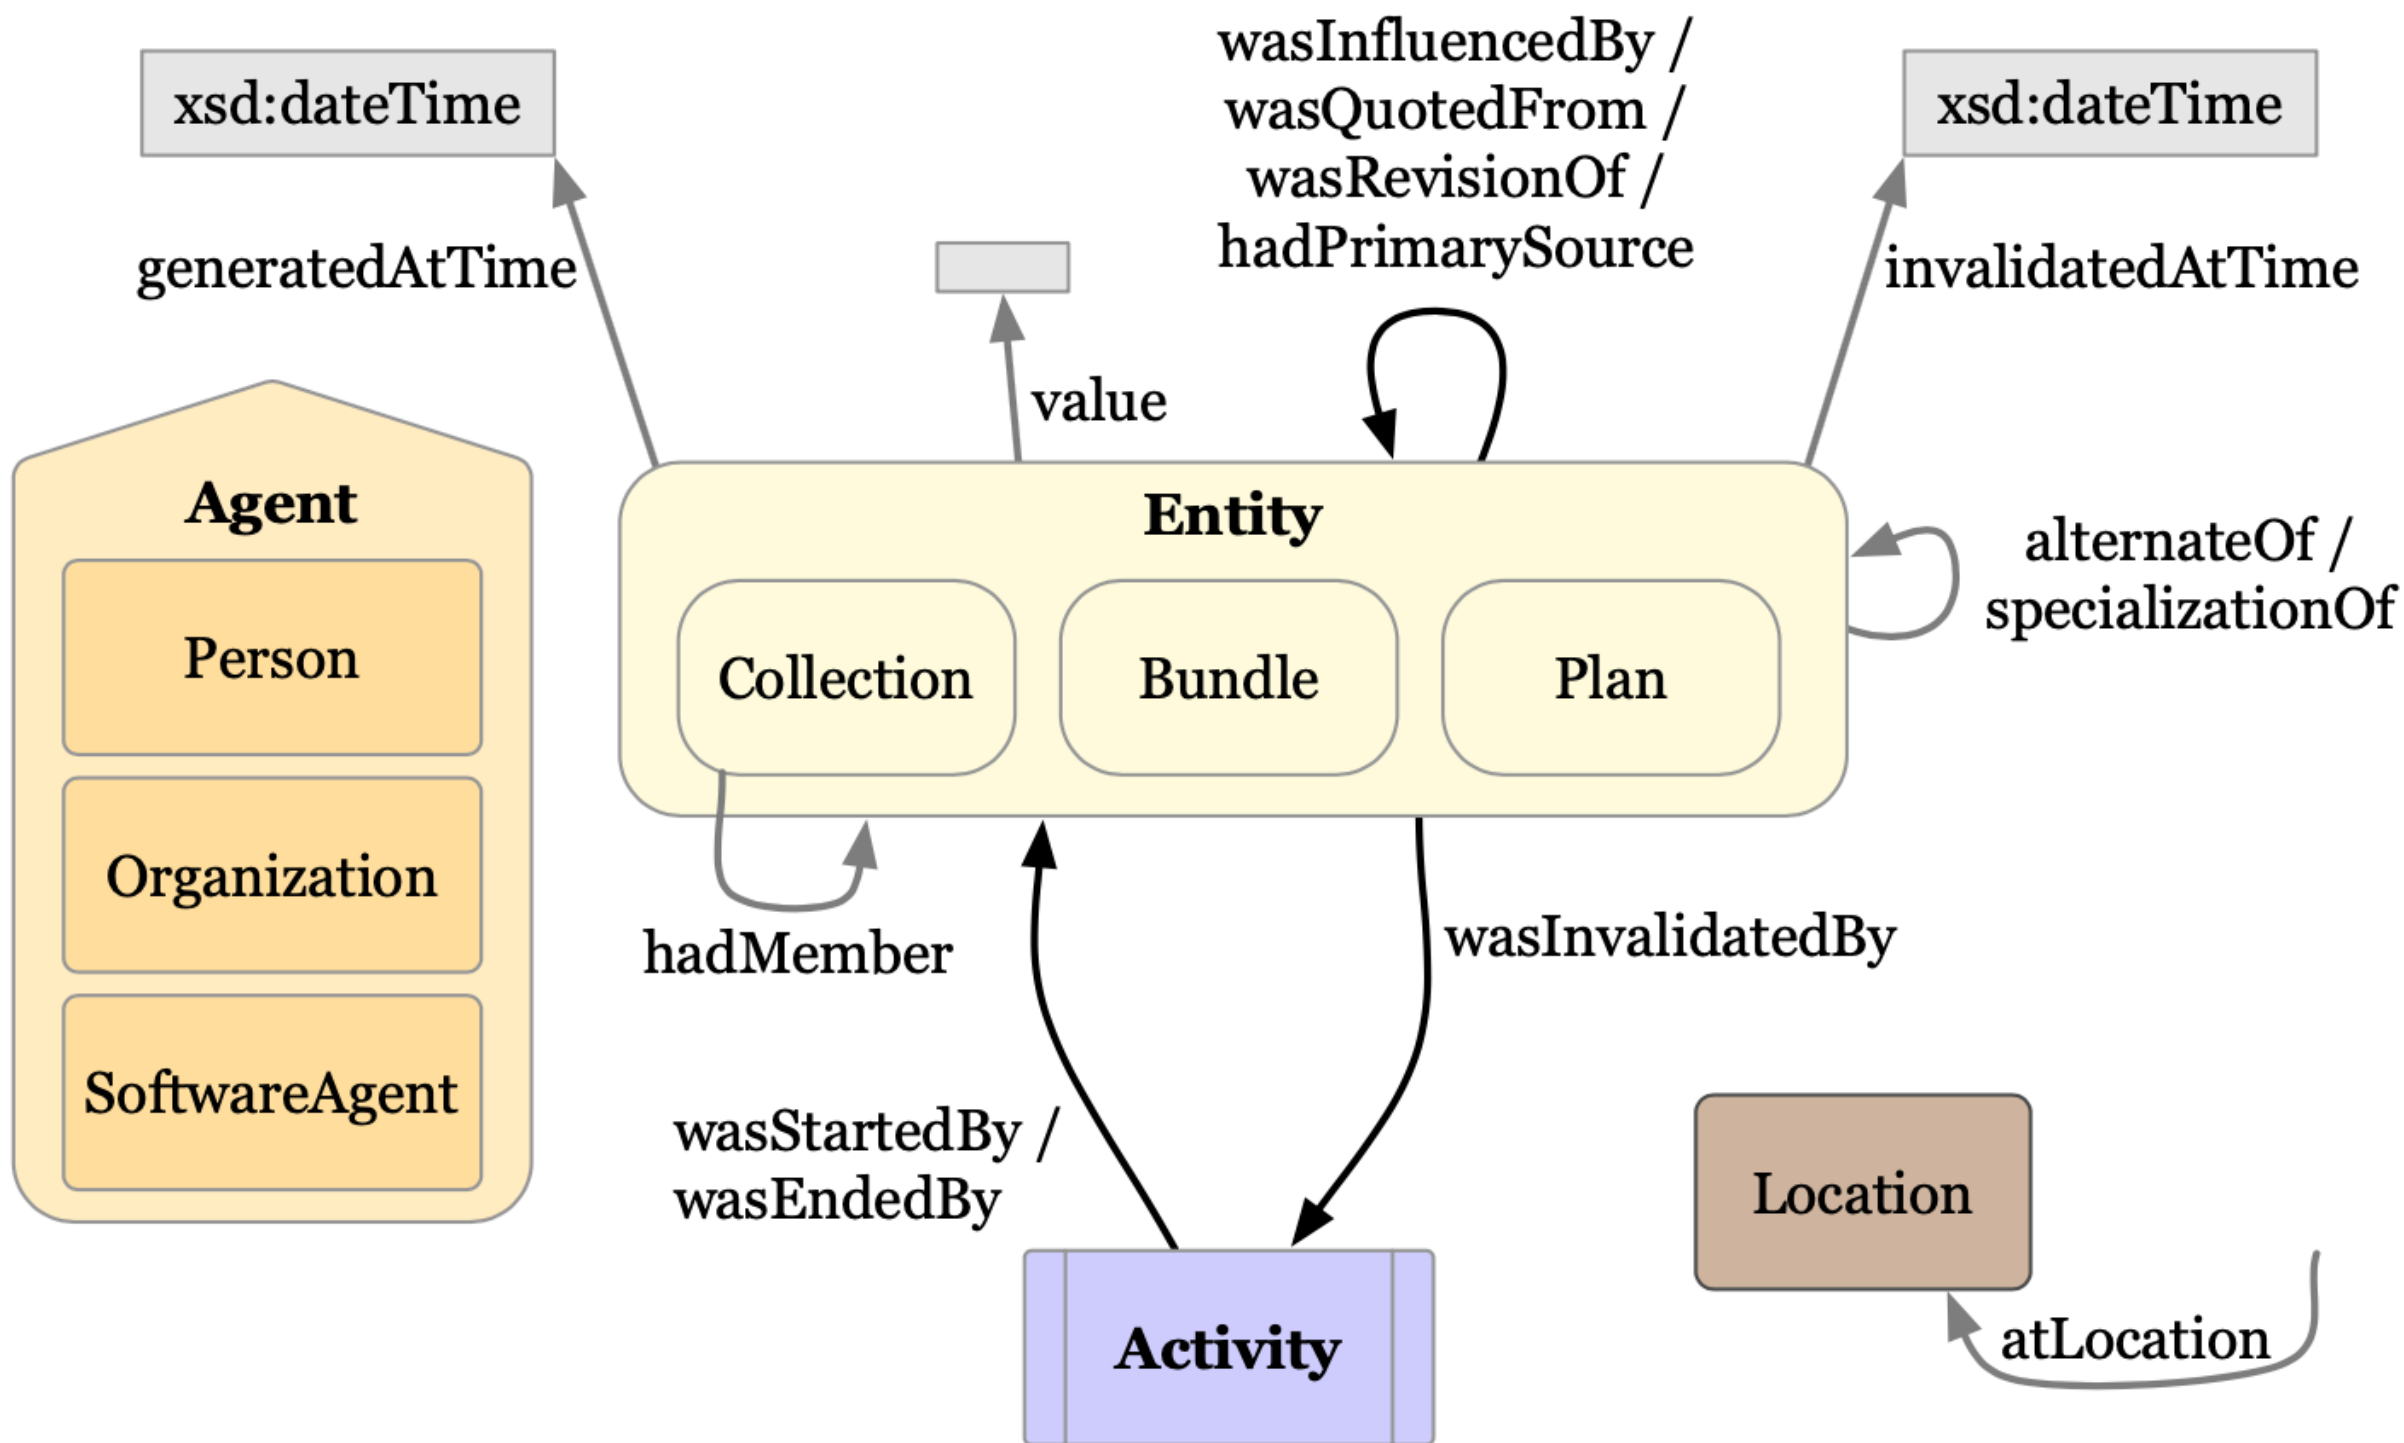 wasInfluencedBy /
wasQuotedFrom /
wasRevisionOf /
hadPrimarySource
xsd:dateTime
xsd:dateTime
generatedAtTime
invalidatedAtTime
value
Agent
Person
Organization
SoftwareAgent
Entity
Collection
Bundle
Plan
alternateOf /
specializationOf
hadMember
wasInvalidatedBy
wasStartedBy /
wasEndedBy
Activity
Location
atLocation